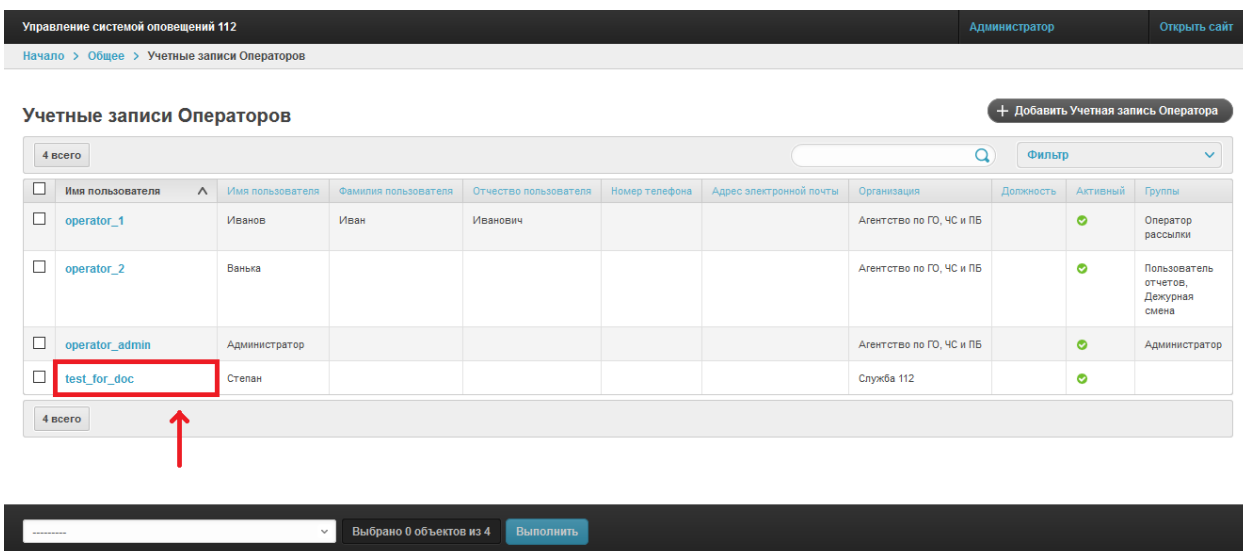 Управление системой оповещений 112 Администратор Открыть сайт
Начало > Общее > Учетные записи Операторов
Учетные записи Операторов + Добавить Учетная запись Оператора
4 всего Фильтр
Имя пользователя Имя пользователя Фамилия пользователя Отчество пользователя Номер телефона Адрес электронной почты Организация Должность Активный Группы
operator_1 Иванов Иван Иванович Агентство по ГО, ЧС и ПБ Оператор
рассылки
operator_2 Ванька Агентство по ГО, ЧС и ПБ Пользователь
отчетов,
Дежурная
смена
operator_admin Администратор Агентство по ГО, ЧС и ПБ Администратор
test_for_doc Степан Служба 112
4 всего
--------- Выбрано 0 объектов из 4 Выполнить